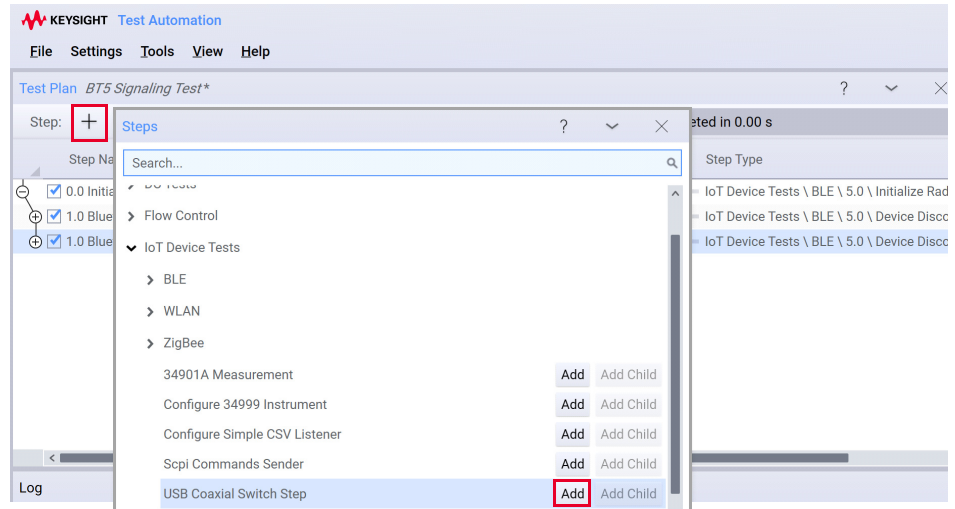 KEYSIGHT Test Automation
File Settings Tools View Help
Test Plan BT5 Signaling Test*
?
Step: +
Steps
?
eted in 0.00 s
Search...
Step Na
Step Type
Flow Control
IoT Device Tests
BLE
WLAN
ZigBee
34901A Measurement Add Add Child
Configure 34999 Instrument Add Add Child
Configure Simple CSV Listener Add Add Child
Scpi Commands Sender Add Add Child
USB Coaxial Switch Step Add Add Child
0.0 Initia
IoT Device Tests \ BLE \ 5.0 \ Initialize Rad
1.0 Blue
IoT Device Tests \ BLE \ 5.0 \ Device Disco
1.0 Blue
IoT Device Tests \ BLE \ 5.0 \ Device Disco
Log